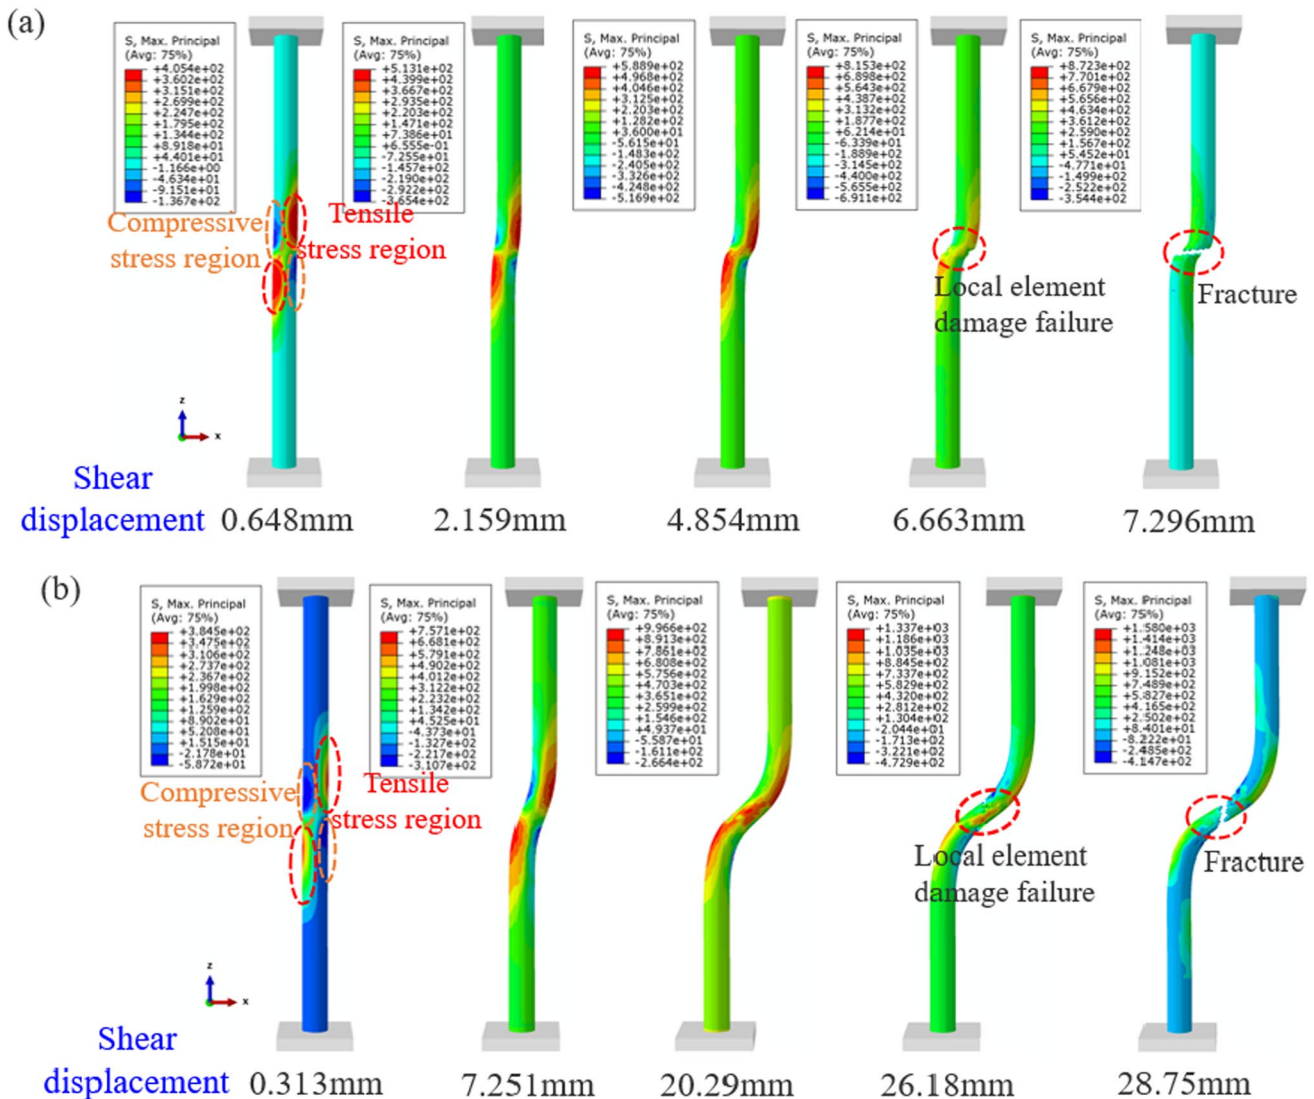 (a)
S, Max. Principal
(Avg: 75%)
+4.054e+02
+3.602e+02
+3.151e+02
+2.699e+02
+2.247e+02
+1.795e+02
+1.344e+02
+8.918e+01
+4.401e+01
-1.166e+00
-4.634e+01
-9.151e+01
-1.367e+02
S, Max. Principal
(Avg: 75%)
+5.131e+02
+4.399e+02
+3.667e+02
+2.935e+02
+2.203e+02
+1.471e+02
+7.386e+01
+6.555e-01
-7.255e+01
-1.457e+02
-2.190e+02
-2.922e+02
-3.654e+02
S, Max. Principal
(Avg: 75%)
+5.889e+02
+4.968e+02
+4.046e+02
+3.125e+02
+2.203e+02
+1.282e+02
+3.600e+01
-5.615e+01
-1.483e+02
-2.405e+02
-3.326e+02
-4.248e+02
-5.169e+02
S, Max. Principal
(Avg: 75%)
+8.153e+02
+6.898e+02
+5.643e+02
+4.387e+02
+3.132e+02
+1.877e+02
+6.214e+01
-6.339e+01
-1.889e+02
-3.145e+02
-4.400e+02
-5.655e+02
-6.911e+02
S, Max. Principal
(Avg: 75%)
+8.723e+02
+7.701e+02
+6.679e+02
+5.656e+02
+4.634e+02
+3.612e+02
+2.590e+02
+1.567e+02
+5.452e+01
-4.771e+01
-1.499e+02
-2.522e+02
-3.544e+02
Compressive
stress region
Tensile
stress region
Local element
damage failure
Fracture
z
x
Shear
displacement 0.648mm 2.159mm 4.854mm 6.663mm 7.296mm
(b)
S, Max. Principal
(Avg: 75%)
+3.845e+02
+3.475e+02
+3.106e+02
+2.737e+02
+2.367e+02
+1.998e+02
+1.629e+02
+1.259e+02
+8.902e+01
+5.208e+01
+1.515e+01
-2.178e+01
-5.872e+01
S, Max. Principal
(Avg: 75%)
+7.571e+02
+6.681e+02
+5.791e+02
+4.902e+02
+4.012e+02
+3.122e+02
+2.232e+02
+1.342e+02
+4.525e+01
-4.373e+01
-1.327e+02
-2.217e+02
-3.107e+02
S, Max. Principal
(Avg: 75%)
+9.966e+02
+8.913e+02
+7.861e+02
+6.808e+02
+5.756e+02
+4.703e+02
+3.651e+02
+2.599e+02
+1.546e+02
+4.937e+01
-5.587e+01
-1.611e+02
-2.664e+02
S, Max. Principal
(Avg: 75%)
+1.337e+03
+1.186e+03
+1.035e+03
+8.845e+02
+7.337e+02
+5.829e+02
+4.320e+02
+2.812e+02
+1.304e+02
-2.044e+01
-1.713e+02
-3.221e+02
-4.729e+02
S, Max. Principal
(Avg: 75%)
+1.580e+03
+1.414e+03
+1.248e+03
+1.081e+03
+9.152e+02
+7.489e+02
+5.827e+02
+4.165e+02
+2.502e+02
+8.401e+01
-8.222e+01
-2.485e+02
-4.147e+02
Compressive
stress region
Tensile
stress region
Local element
damage failure
Fracture
z
x
Shear
displacement 0.313mm 7.251mm 20.29mm 26.18mm 28.75mm